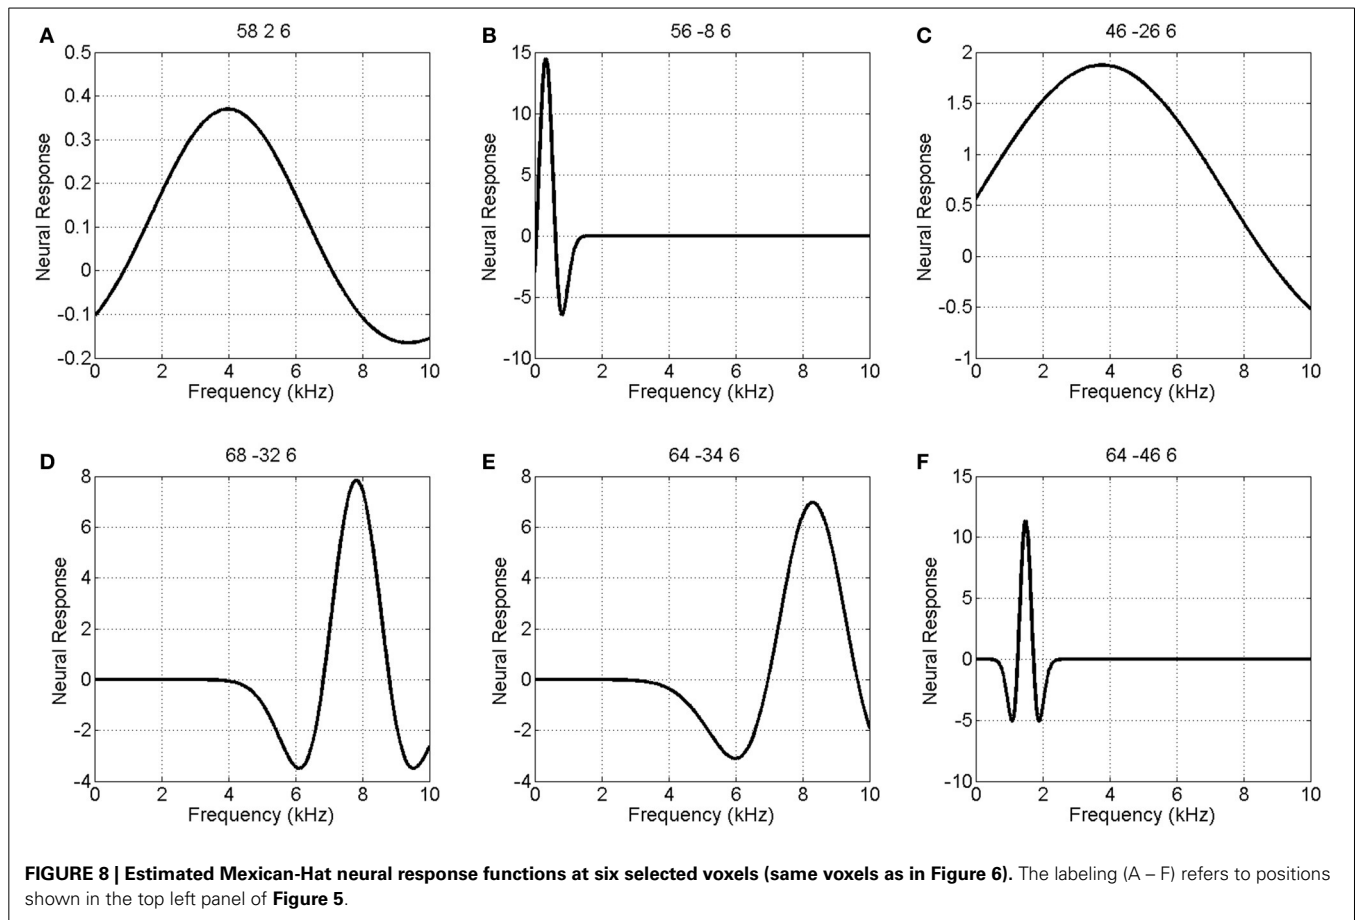 A
58 2 6
0.5
0.4
0.3
0.2
0.1
0
-0.1
-0.2
Neural Response
0 2 4 6 8 10
Frequency (kHz)
B
56 -8 6
15
10
5
0
-5
-10
Neural Response
0 2 4 6 8 10
Frequency (kHz)
C
46 -26 6
2
1.5
1
0.5
0
-0.5
-1
Neural Response
0 2 4 6 8 10
Frequency (kHz)
D
68 -32 6
8
6
4
2
0
-2
-4
Neural Response
0 2 4 6 8 10
Frequency (kHz)
E
64 -34 6
8
6
4
2
0
-2
-4
Neural Response
0 2 4 6 8 10
Frequency (kHz)
F
64 -46 6
15
10
5
0
-5
-10
Neural Response
0 2 4 6 8 10
Frequency (kHz)
FIGURE 8 | Estimated Mexican-Hat neural response functions at six selected voxels (same voxels as in Figure 6). The labeling (A – F) refers to positions
shown in the top left panel of Figure 5.